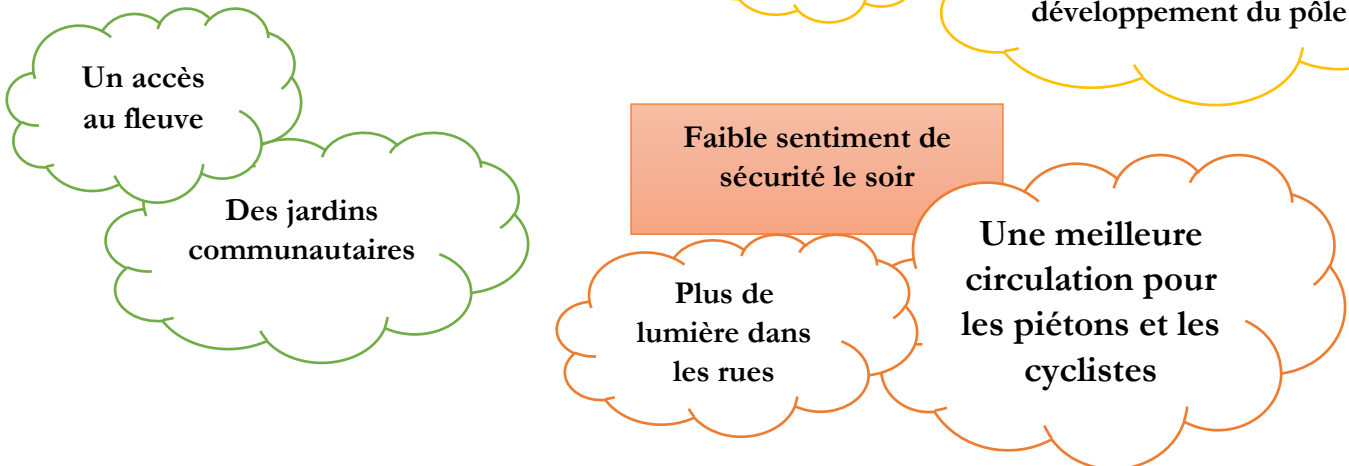 développement du pôle
Un accès
au fleuve
Des jardins
communautaires
Faible sentiment de
sécurité le soir
Plus de
lumière dans
les rues
Une meilleure
circulation pour
les piétons et les
cyclistes